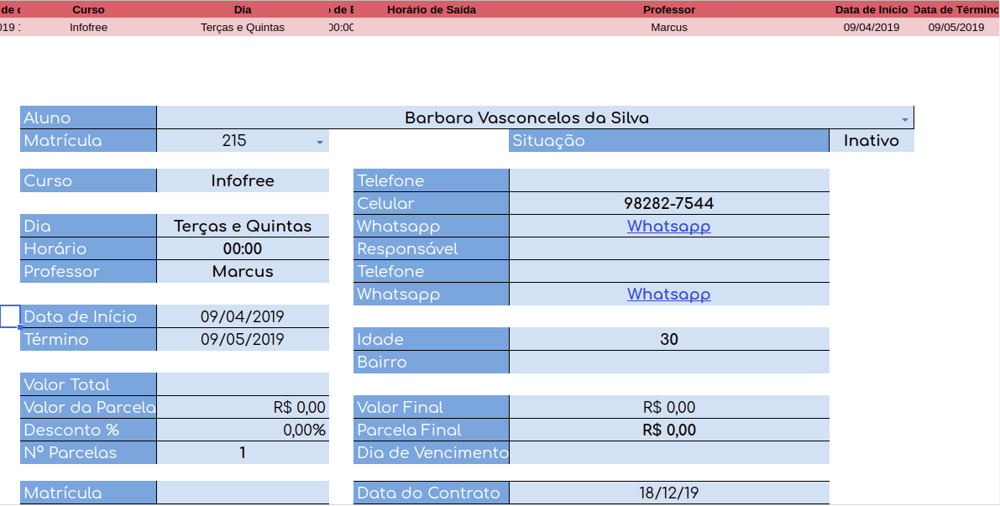 Curso Dia Horário de Saída Professor Data de Início Data de Término
Infofree Terças e Quintas 00:00 Marcus 09/04/2019 09/05/2019
Aluno Barbara Vasconcelos da Silva
Matrícula 215 Situação Inativo
Curso Infofree Telefone
Celular 98282-7544
Dia Terças e Quintas Whatsapp Whatsapp
Horário 00:00 Responsável
Professor Marcus Telefone
Whatsapp Whatsapp
Data de Início 09/04/2019
Término 09/05/2019 Idade 30
Bairro
Valor Total
Valor da Parcela R$ 0,00 Valor Final R$ 0,00
Desconto % 0,00% Parcela Final R$ 0,00
Nº Parcelas 1 Dia de Vencimento
Matrícula Data do Contrato 18/12/19